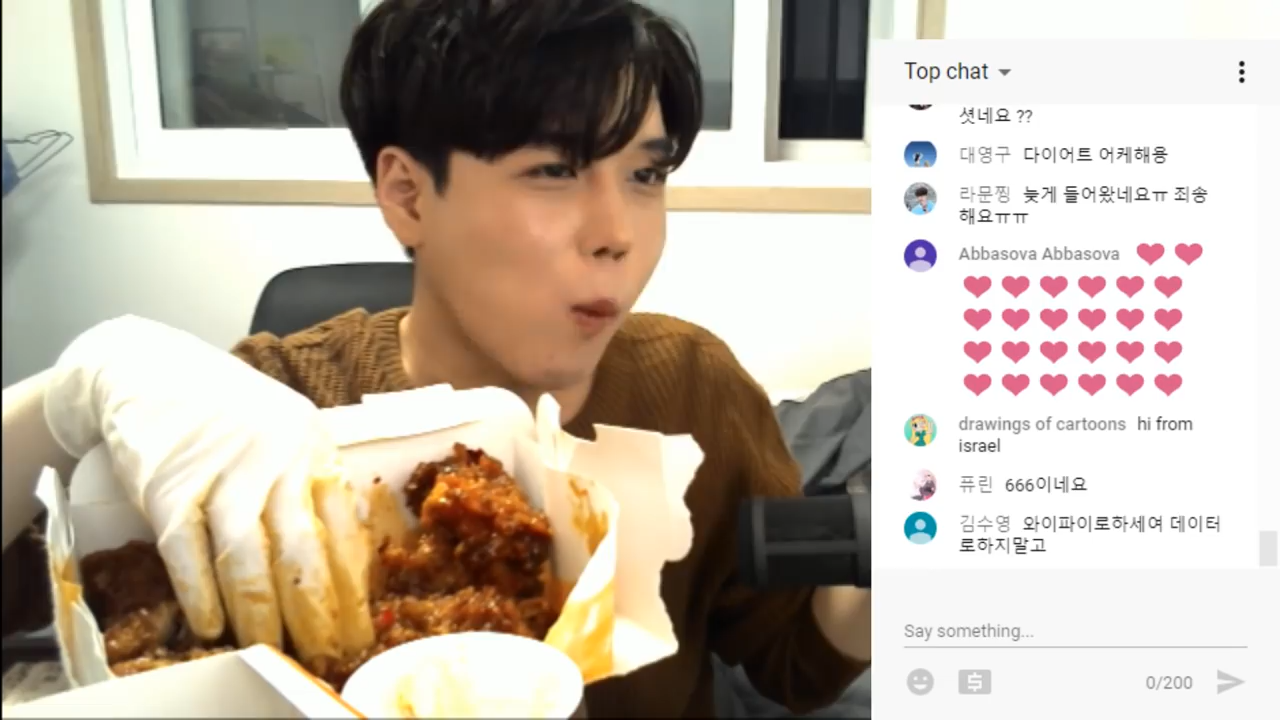 Top chat
셧네요 ??
대영구 다이어트 어케해용
라문찡 늦게 들어왔네요ㅠ 죄송
해요ㅠㅠ
Abbasova Abbasova
drawings of cartoons hi from
israel
퓨린 666이네요
김수영 와이파이로하세여 데이터
로하지말고
Say something...
0/200